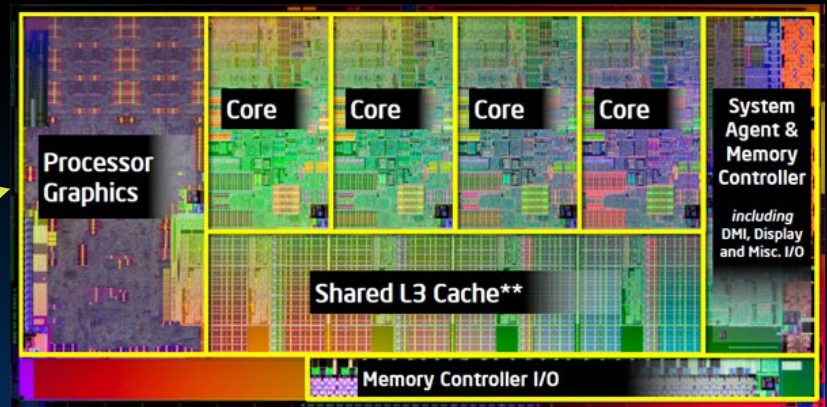 Processor
Graphics
Core
Core
Core
Core
System
Agent &
Memory
Controller
including
DMI, Display
and Misc. I/O
Shared L3 Cache**
Memory Controller I/O